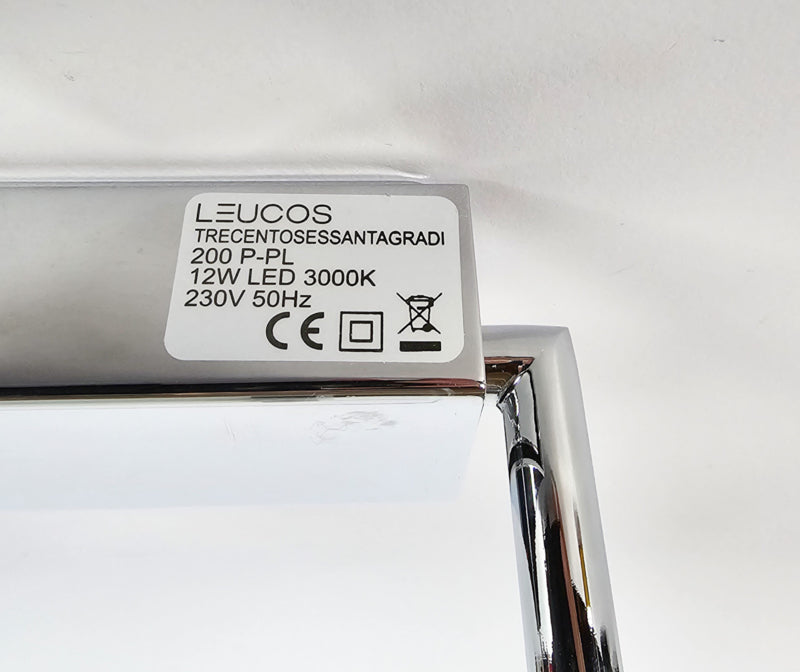 LEUCOS
TRECENTOSESSANTAGRADI
200 P-PL
12W LED 3000K
230V 50Hz
CE